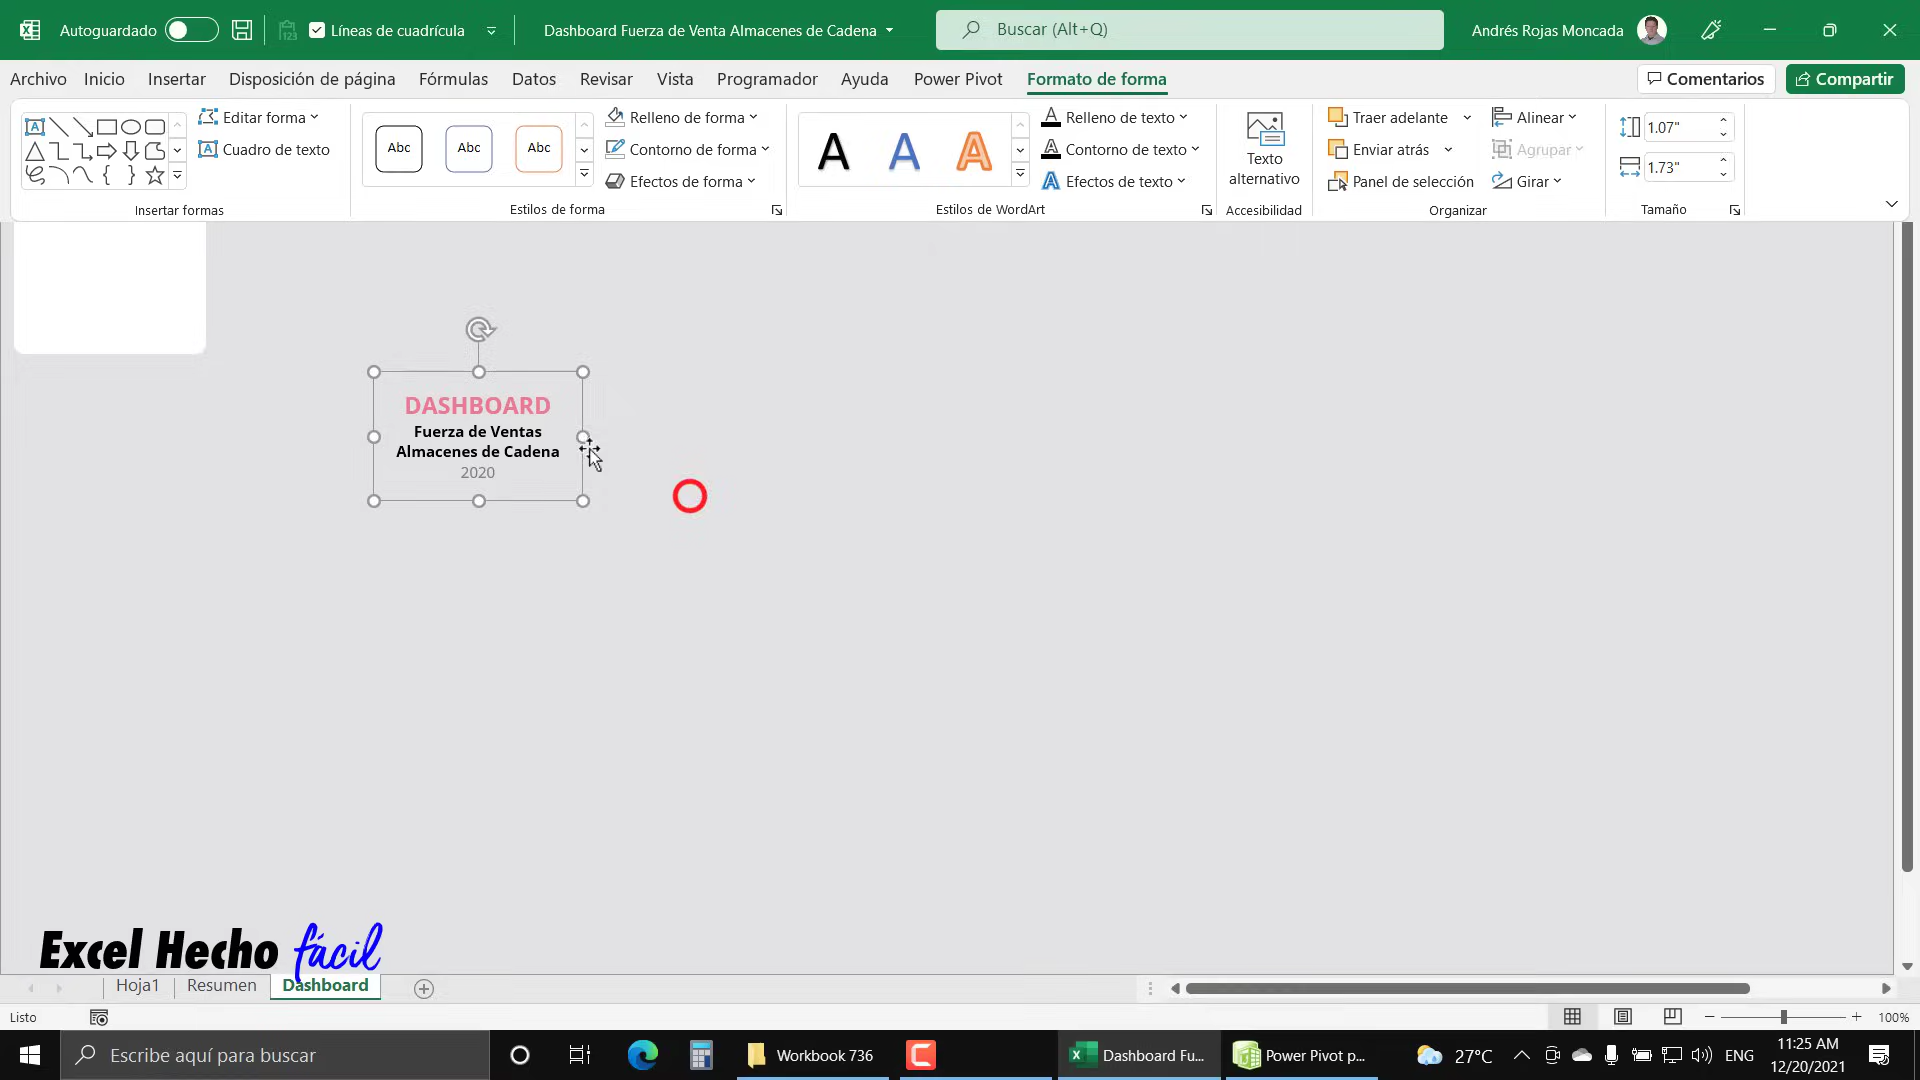 Autoguardado
Líneas de cuadrícula
Dashboard Fuerza de Venta Almacenes de Cadena
Buscar (Alt+Q)
Andrés Rojas Moncada
Archivo Inicio Insertar Disposición de página Fórmulas Datos Revisar Vista Programador Ayuda Power Pivot Formato de forma
Comentarios
Compartir
Editar forma
Cuadro de texto
Insertar formas
Abc Abc Abc
Relleno de forma
Contorno de forma
Efectos de forma
Estilos de forma
A A A
Relleno de texto
Contorno de texto
Efectos de texto
Estilos de WordArt
Texto
alternativo
Accesibilidad
Traer adelante
Enviar atrás
Panel de selección
Alinear
Agrupar
Girar
Organizar
1.07"
1.73"
Tamaño
DASHBOARD
Fuerza de Ventas
Almacenes de Cadena
2020
Excel Hecho fácil
Hoja1 Resumen Dashboard
Listo
100%
Escribe aquí para buscar
Workbook 736
Dashboard Fu...
Power Pivot p...
27°C
ENG
11:25 AM
12/20/2021